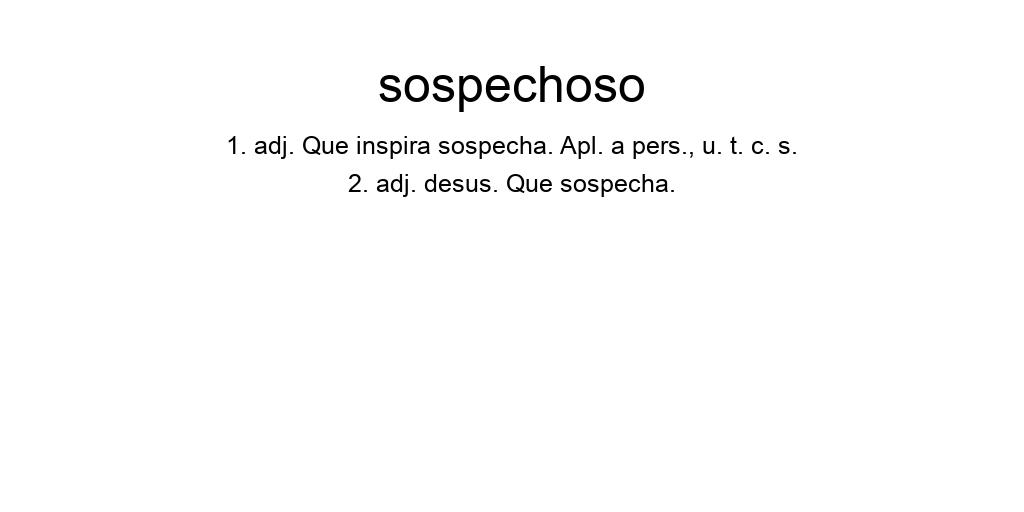 sospechoso
1. adj. Que inspira sospecha. Apl. a pers., u. t. c. s.
2. adj. desus. Que sospecha.